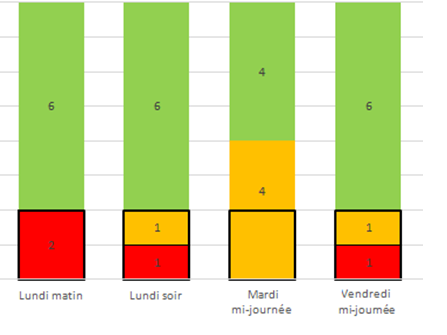 6 6 4 6
4
1 1
2 1 1
Lundi matin Lundi soir Mardi Vendredi
mi-journée mi-journée